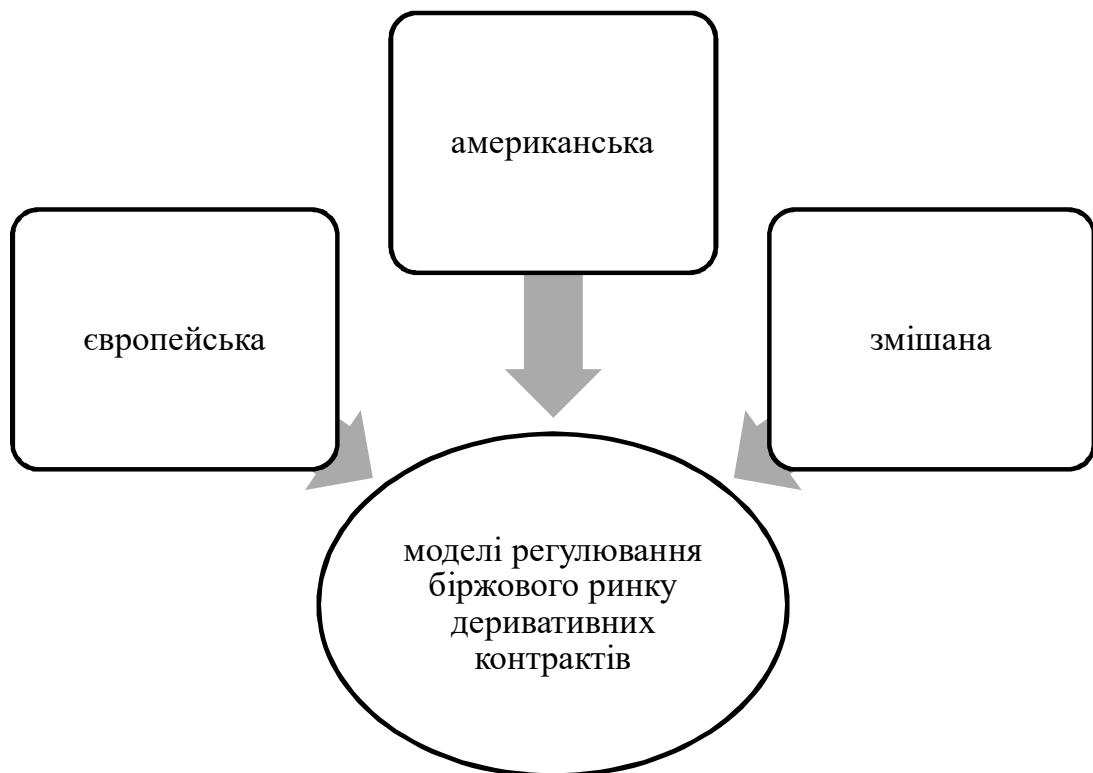 американська
європейська
змішана
моделі регулювання
біржового ринку
деривативних
контрактів